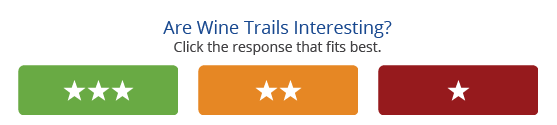 Are Wine Trails Interesting?
Click the response that fits best.